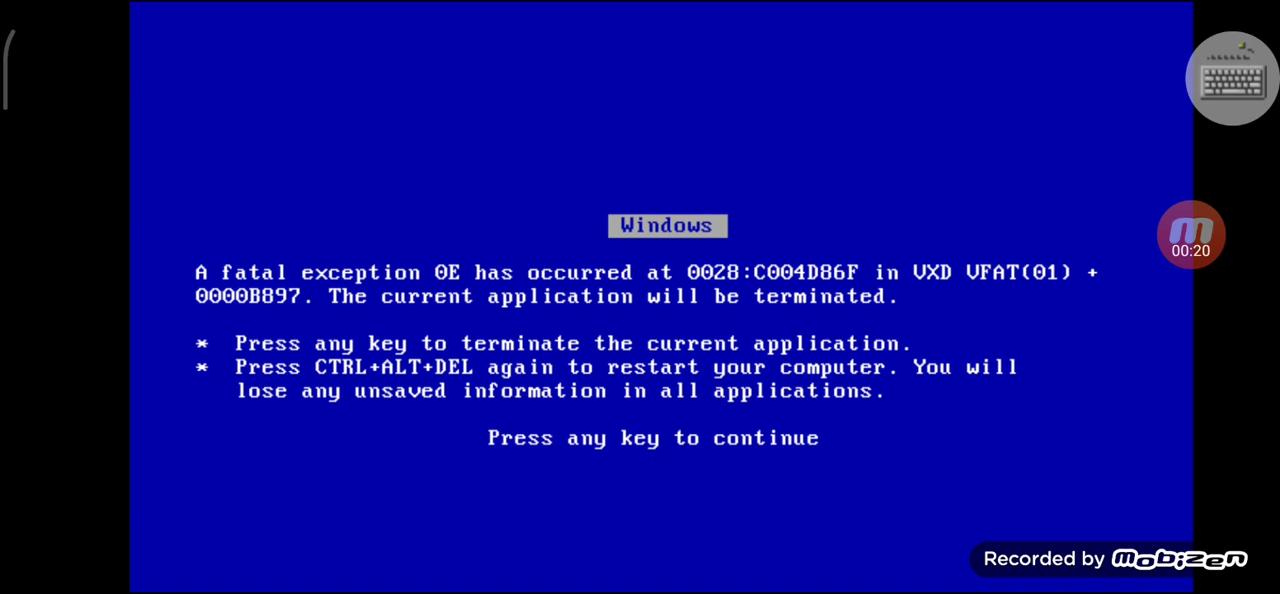 Windows
A fatal exception 0E has occurred at 0028:C004D86F in VXD VFAT(01) +
0000B897. The current application will be terminated.
* Press any key to terminate the current application.
* Press CTRL+ALT+DEL again to restart your computer. You will
lose any unsaved information in all applications.
Press any key to continue
00:20
Recorded by mobizen